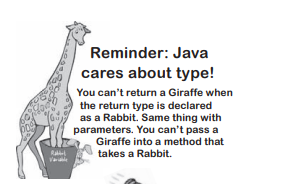 Reminder: Java
cares about type!
You can't return a Giraffe when
the return type is declared
as a Rabbit. Same thing with
parameters. You can't pass a
Giraffe into a method that
takes a Rabbit.
Rabbit
Variable